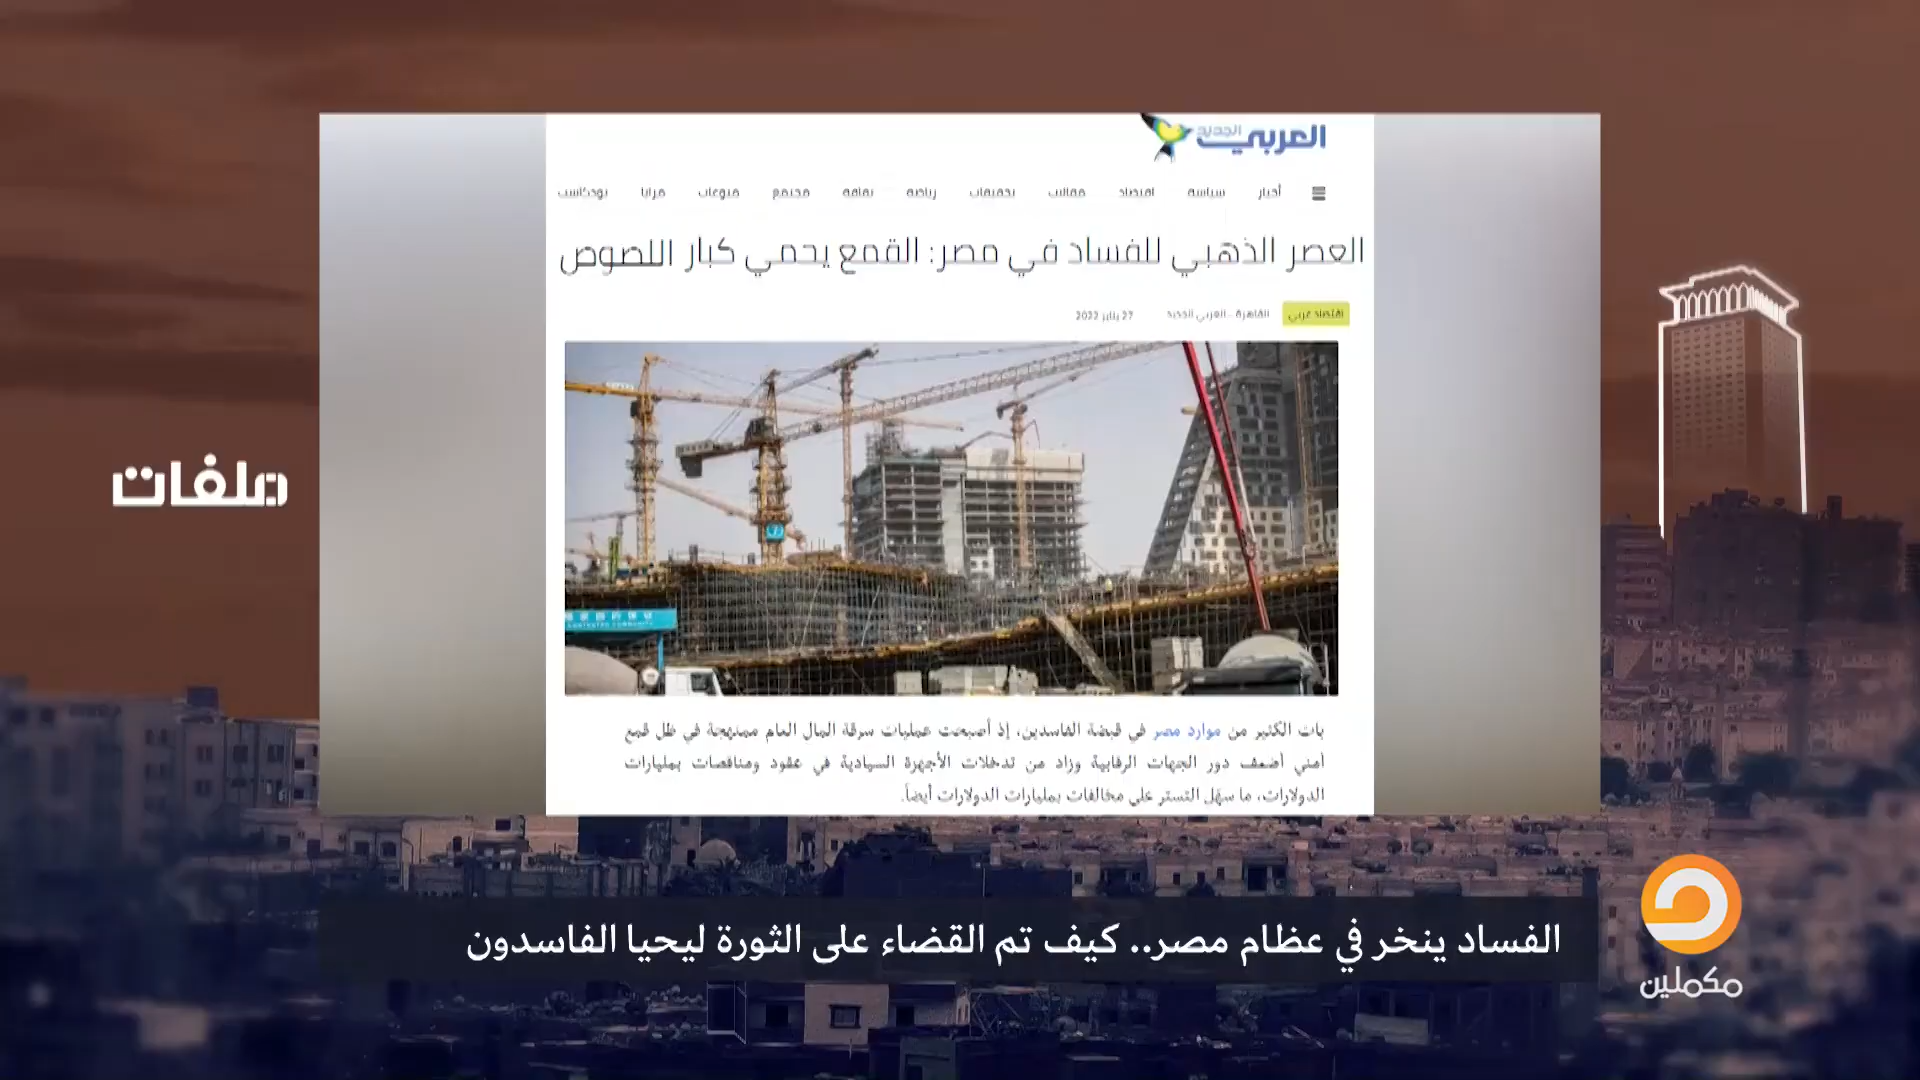 العربي الجديد
أخبار سياسة اقتصاد مقالات تحقيقات رياضة ثقافة مجتمع منوعات مرايا بودكاست
العصر الذهبي للفساد في مصر: القمع يحمي كبار اللصوص
اقتصاد عربي القاهرة - العربي الجديد 27 يناير 2022
بات الكثير من موارد مصر في قبضة الفاسدين، إذ أصبحت عمليات سرقة المال العام ممنهجة في ظل قمع
أمني أضعف دور الجهات الرقابية وزاد من تدخلات الأجهزة السيادية في عقود ومناقصات بمليارات
الدولارات، ما سهّل التستر على مخالفات بمليارات الدولارات أيضاً.
ملفات
الفساد ينخر في عظام مصر.. كيف تم القضاء على الثورة ليحيا الفاسدون
مكملين